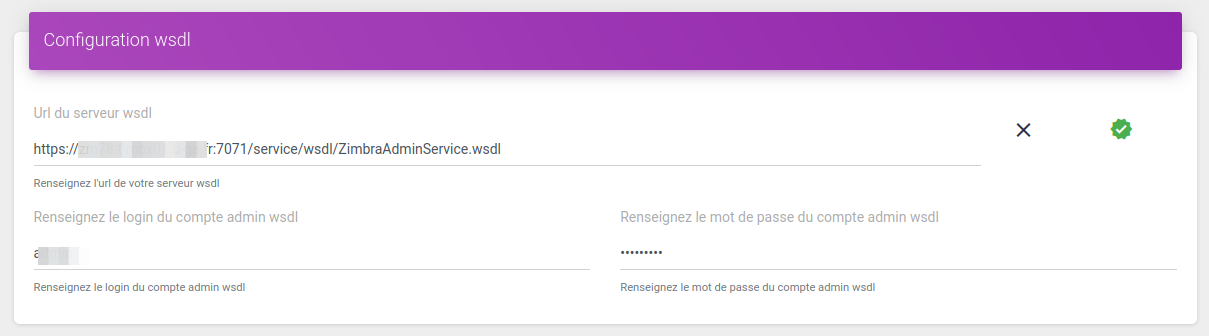 Configuration wsdl
Url du serveur wsdl
https:// fr:7071/service/wsdl/ZimbraAdminService.wsdl
Renseignez l'url de votre serveur wsdl
Renseignez le login du compte admin wsdl
Renseignez le mot de passe du compte admin wsdl
a
•••••••••
Renseignez le login du compte admin wsdl
Renseignez le mot de passe du compte admin wsdl